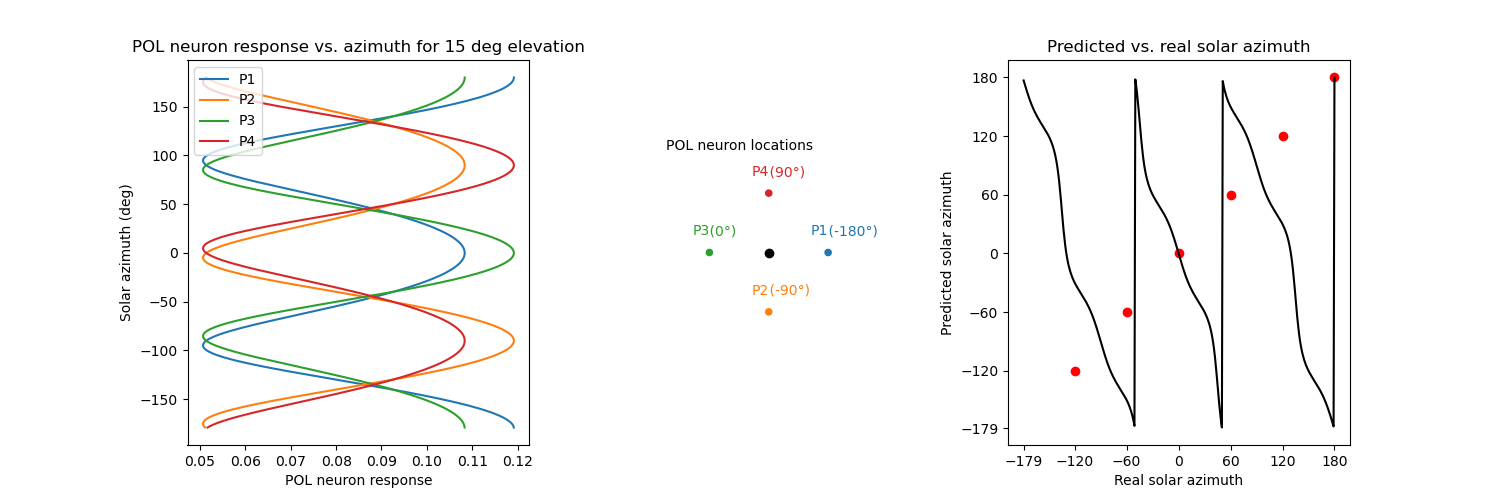 POL neuron response vs. azimuth for 15 deg elevation
P1
P2
P3
P4
150
100
50
0
−50
−100
−150
Solar azimuth (deg)
0.05 0.06 0.07 0.08 0.09 0.10 0.11 0.12
POL neuron response
POL neuron locations
P4(90°)
P3(0°)
P1(-180°)
P2(-90°)
Predicted vs. real solar azimuth
180
120
60
0
−60
−120
−179
Predicted solar azimuth
−179 −120 −60 0 60 120 180
Real solar azimuth